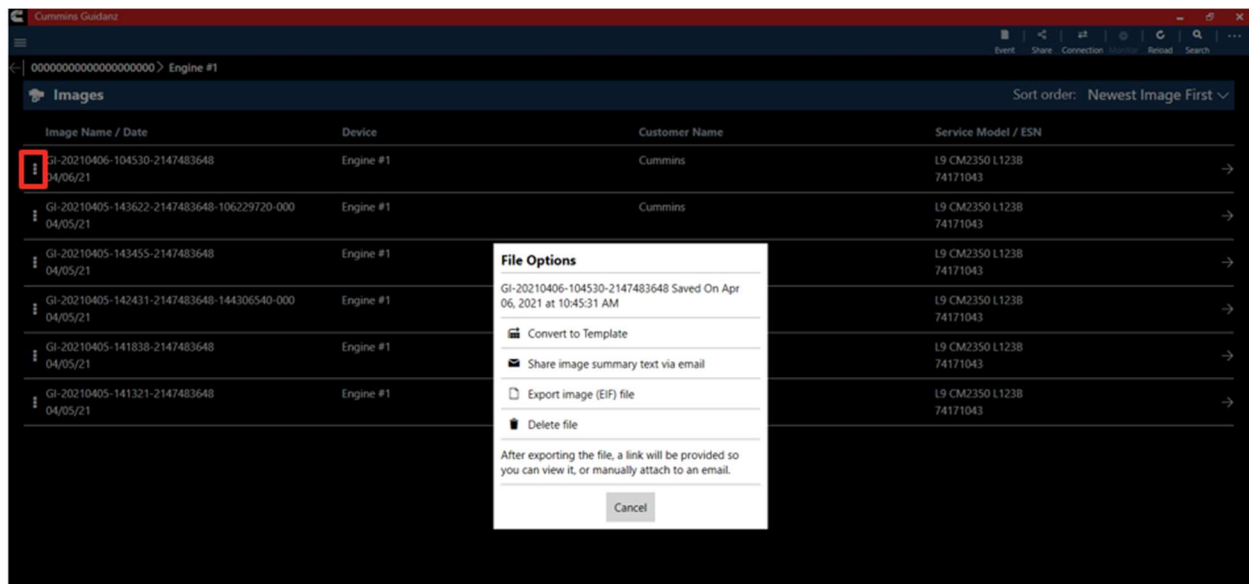 Cummins Guidanz
Event Share Connection Monitor Reload Search
00000000000000000000 > Engine #1
Images
Sort order: Newest Image First
Image Name / Date Device Customer Name Service Model / ESN
GI-20210406-104530-2147483648 Engine #1 Cummins L9 CM2350 L123B
04/06/21 74171043
GI-20210405-143622-2147483648-106229720-000 Engine #1 Cummins L9 CM2350 L123B
04/05/21 74171043
GI-20210405-143455-2147483648 Engine #1 L9 CM2350 L123B
04/05/21 74171043
GI-20210405-142431-2147483648-144306540-000 Engine #1 L9 CM2350 L123B
04/05/21 74171043
GI-20210405-141838-2147483648 Engine #1 L9 CM2350 L123B
04/05/21 74171043
GI-20210405-141321-2147483648 Engine #1 L9 CM2350 L123B
04/05/21 74171043
File Options
GI-20210406-104530-2147483648 Saved On Apr
06, 2021 at 10:45:31 AM
Convert to Template
Share image summary text via email
Export image (EIF) file
Delete file
After exporting the file, a link will be provided so
you can view it, or manually attach to an email.
Cancel